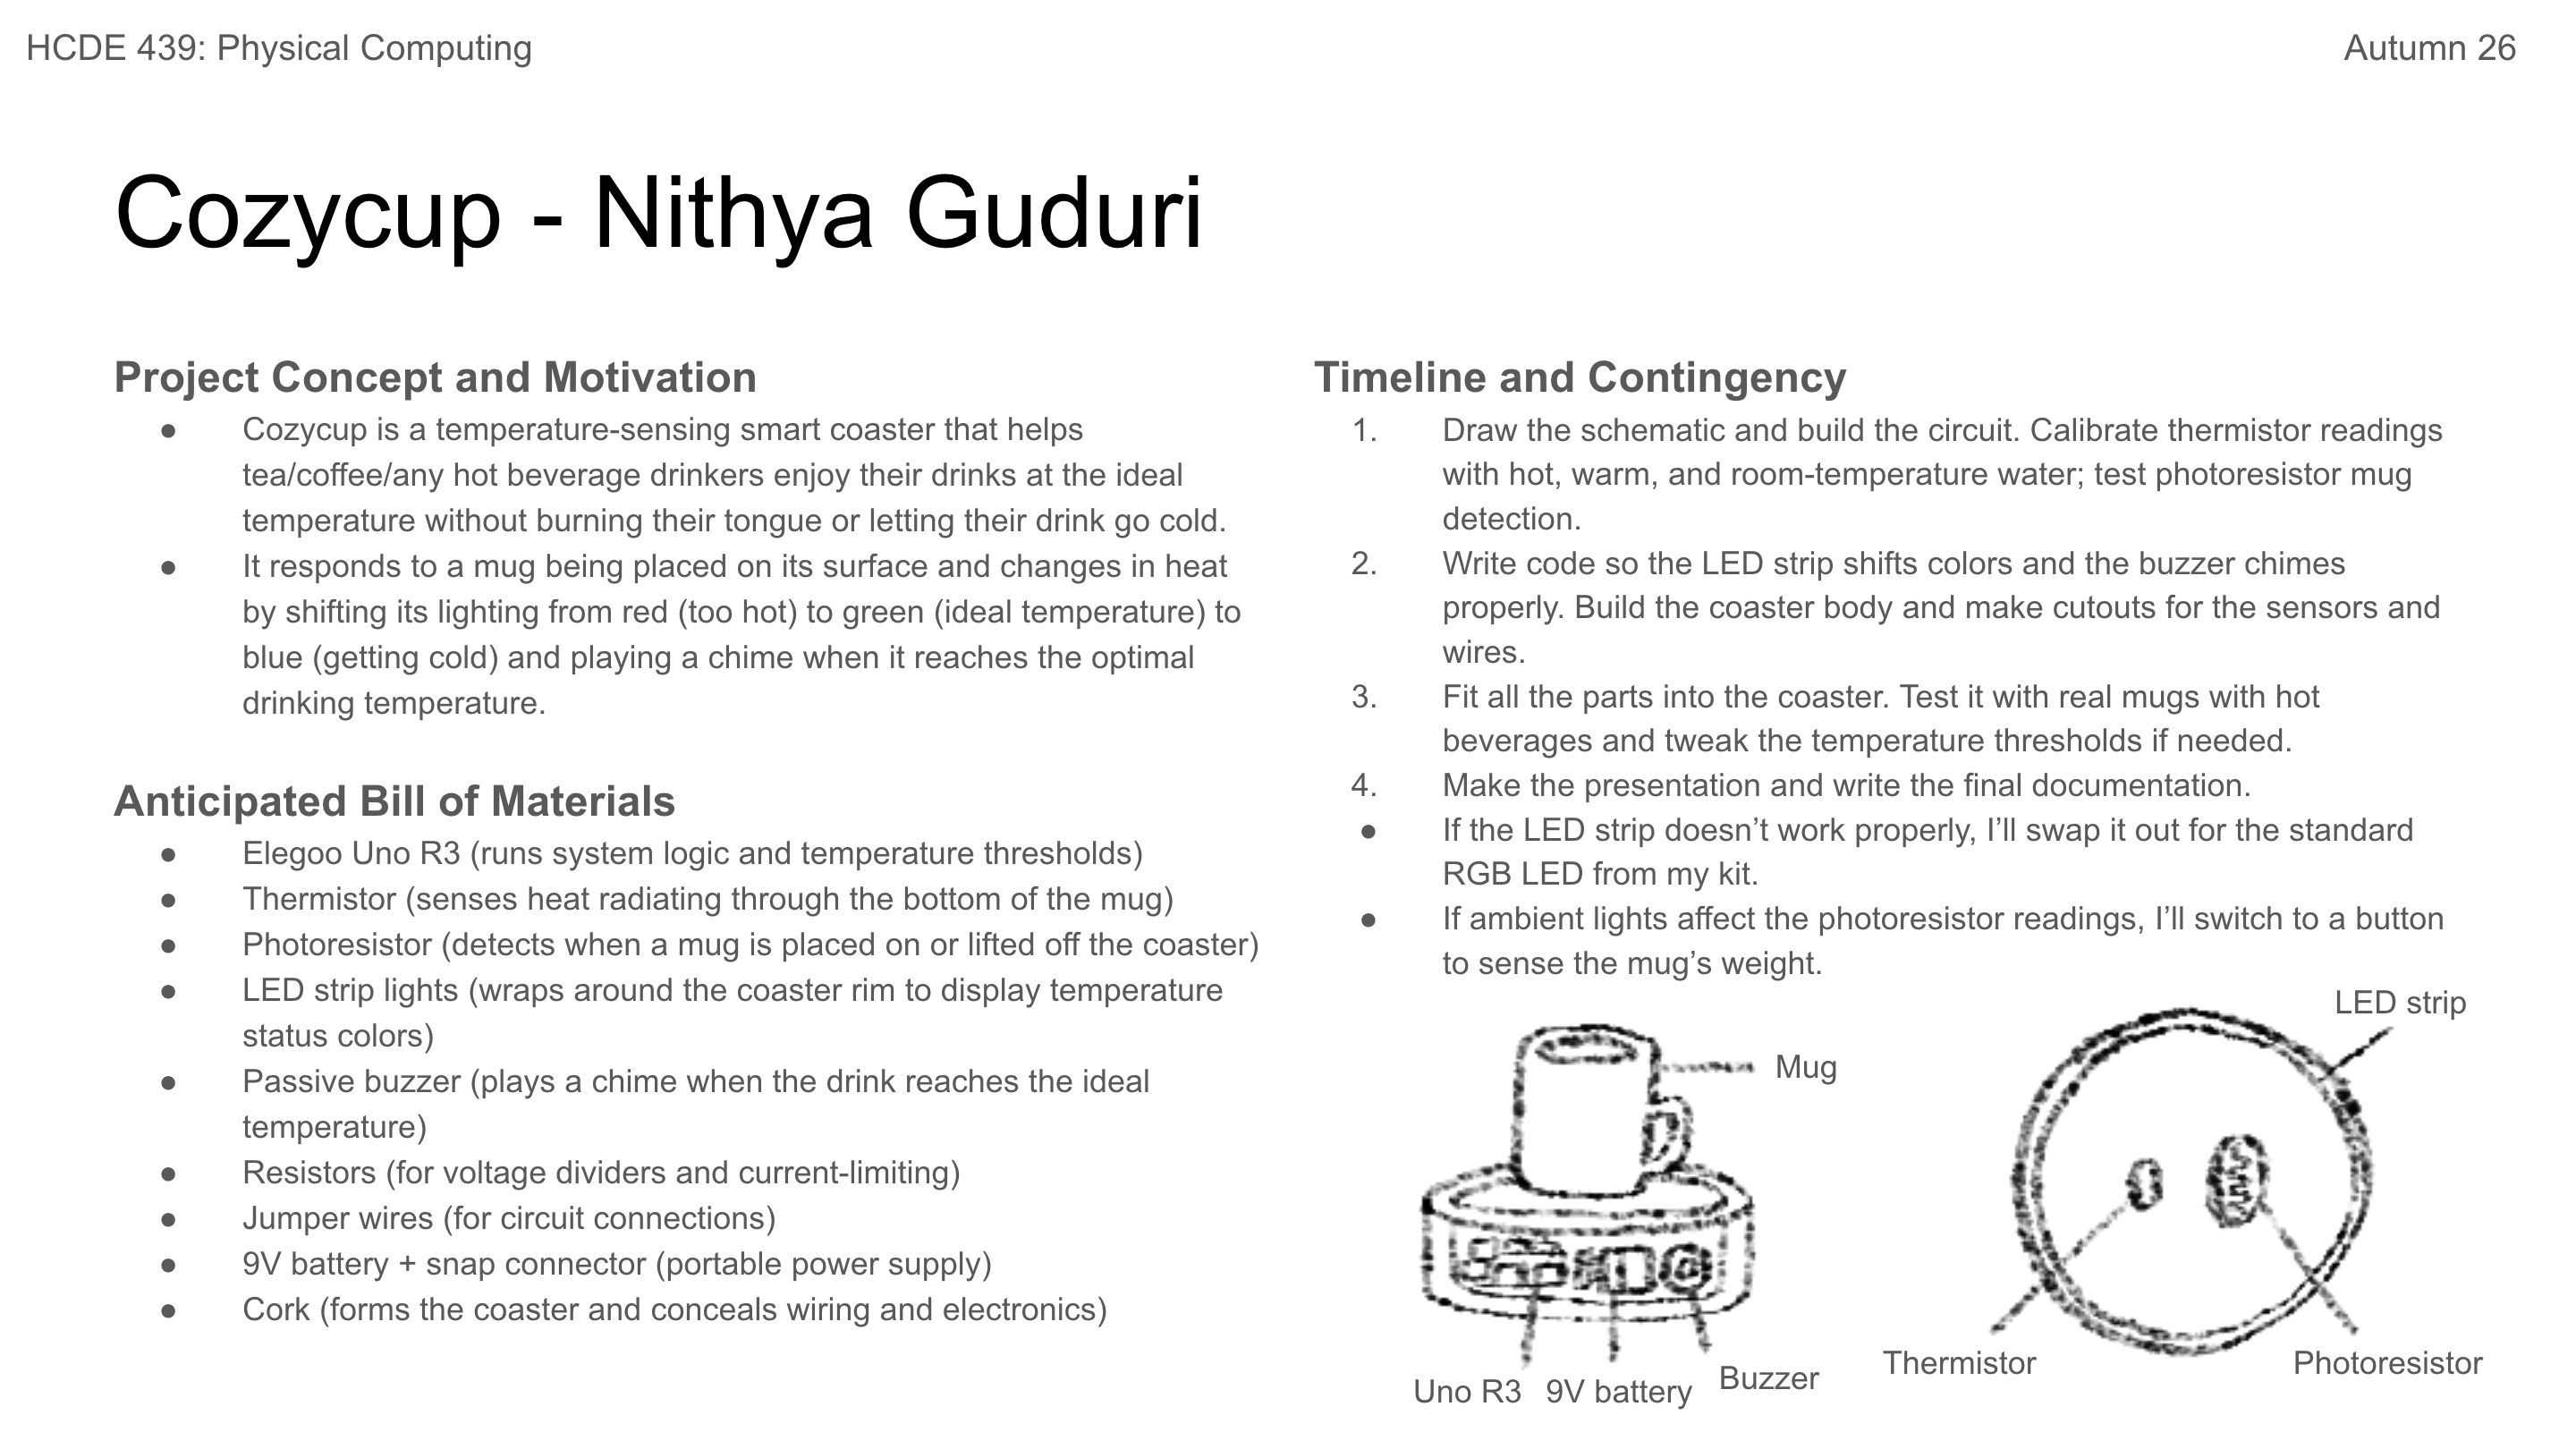 HCDE 439: Physical Computing
Autumn 26
Cozycup - Nithya Guduri
Project Concept and Motivation
● Cozycup is a temperature-sensing smart coaster that helps
tea/coffee/any hot beverage drinkers enjoy their drinks at the ideal
temperature without burning their tongue or letting their drink go cold.
● It responds to a mug being placed on its surface and changes in heat
by shifting its lighting from red (too hot) to green (ideal temperature) to
blue (getting cold) and playing a chime when it reaches the optimal
drinking temperature.
Anticipated Bill of Materials
● Elegoo Uno R3 (runs system logic and temperature thresholds)
● Thermistor (senses heat radiating through the bottom of the mug)
● Photoresistor (detects when a mug is placed on or lifted off the coaster)
● LED strip lights (wraps around the coaster rim to display temperature
status colors)
● Passive buzzer (plays a chime when the drink reaches the ideal
temperature)
● Resistors (for voltage dividers and current-limiting)
● Jumper wires (for circuit connections)
● 9V battery + snap connector (portable power supply)
● Cork (forms the coaster and conceals wiring and electronics)
Timeline and Contingency
1. Draw the schematic and build the circuit. Calibrate thermistor readings
with hot, warm, and room-temperature water; test photoresistor mug
detection.
2. Write code so the LED strip shifts colors and the buzzer chimes
properly. Build the coaster body and make cutouts for the sensors and
wires.
3. Fit all the parts into the coaster. Test it with real mugs with hot
beverages and tweak the temperature thresholds if needed.
4. Make the presentation and write the final documentation.
● If the LED strip doesn’t work properly, I’ll swap it out for the standard
RGB LED from my kit.
● If ambient lights affect the photoresistor readings, I’ll switch to a button
to sense the mug’s weight.
Mug
Uno R3
9V battery
Buzzer
LED strip
Thermistor
Photoresistor